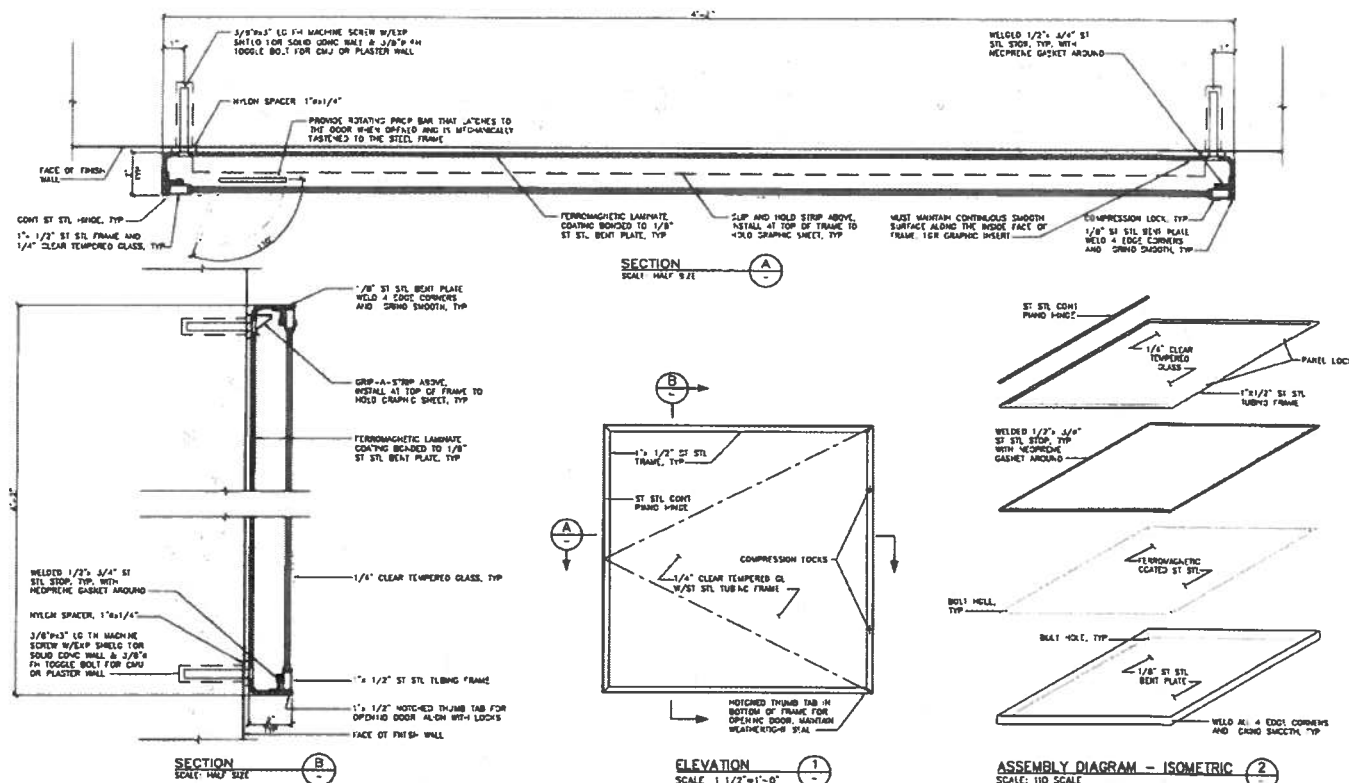 4'-2"
3/8"øx3" LG FH MACHINE SCREW W/EXP
SHIELD FOR SOLID CONC WALL & 3/8"ø FH
TOGGLE BOLT FOR CMU OR PLASTER WALL
WELDED 1/2"x 3/4" ST
STL STOP, TYP, WITH
NEOPRENE GASKET AROUND
1"
1"
NYLON SPACER 1"øx1/4"
PROVIDE ROTATING PROP BAR THAT LATCHES TO
THE DOOR WHEN OPENED AND IS MECHANICALLY
FASTENED TO THE STEEL FRAME
FACE OF FINISH
WALL
TYP
CONT ST STL HINGE, TYP
1"x 1/2" ST STL FRAME AND
1/4" CLEAR TEMPERED GLASS, TYP
FERROMAGNETIC LAMINATE
COATING BONDED TO 1/8"
ST STL BENT PLATE, TYP
SLIP AND HOLD STRIP ABOVE,
INSTALL AT TOP OF FRAME TO
HOLD GRAPHIC SHEET, TYP
MUST MAINTAIN CONTINUOUS SMOOTH
SURFACE ALONG THE INSIDE FACE OF
FRAME FOR GRAPHIC INSERT
COMPRESSION LOCK, TYP
1/8" ST STL BENT PLATE
WELD 4 EDGE CORNERS
AND GRIND SMOOTH, TYP
SECTION
SCALE: HALF SIZE
A
-
1/8" ST STL BENT PLATE
WELD 4 EDGE CORNERS
AND GRIND SMOOTH, TYP
GRIP-A-STRIP ABOVE,
INSTALL AT TOP OF FRAME TO
HOLD GRAPHIC SHEET, TYP
FERROMAGNETIC LAMINATE
COATING BONDED TO 1/8"
ST STL BENT PLATE, TYP
WELDED 1/2"x 3/4" ST
STL STOP, TYP, WITH
NEOPRENE GASKET AROUND
1/4" CLEAR TEMPERED GLASS, TYP
NYLON SPACER, 1"øx1/4"
3/8"øx3" LG FH MACHINE
SCREW W/EXP SHIELD FOR
SOLID CONC WALL & 3/8"ø
FH TOGGLE BOLT FOR CMU
OR PLASTER WALL
1"x 1/2" ST STL TUBING FRAME
1"x 1/2" NOTCHED THUMB TAB FOR
OPENING DOOR ALIGN WITH LOCKS
FACE OF FINISH WALL
SECTION
SCALE: HALF SIZE
B
-
B
-
A
-
1"x 1/2" ST STL
FRAME, TYP
ST STL CONT
PIANO HINGE
COMPRESSION LOCKS
1/4" CLEAR TEMPERED GL
W/ST STL TUBING FRAME
NOTCHED THUMB TAB IN
BOTTOM OF FRAME FOR
OPENING DOOR, MAINTAIN
WEATHERTIGHT SEAL
ELEVATION
SCALE 1 1/2"=1'-0"
1
-
ST STL CONT
PIANO HINGE
1/4" CLEAR
TEMPERED
GLASS
PANEL LOCK
1"x1/2" ST STL
TUBING FRAME
WELDED 1/2"x 3/4"
ST STL STOP, TYP
WITH NEOPRENE
GASKET AROUND
FERROMAGNETIC
COATED ST STL
BOLT HOLE,
TYP
BOLT HOLE, TYP
1/8" ST STL
BENT PLATE
WELD ALL 4 EDGE CORNERS
AND GRIND SMOOTH, TYP
ASSEMBLY DIAGRAM - ISOMETRIC
SCALE: NO SCALE
2
-